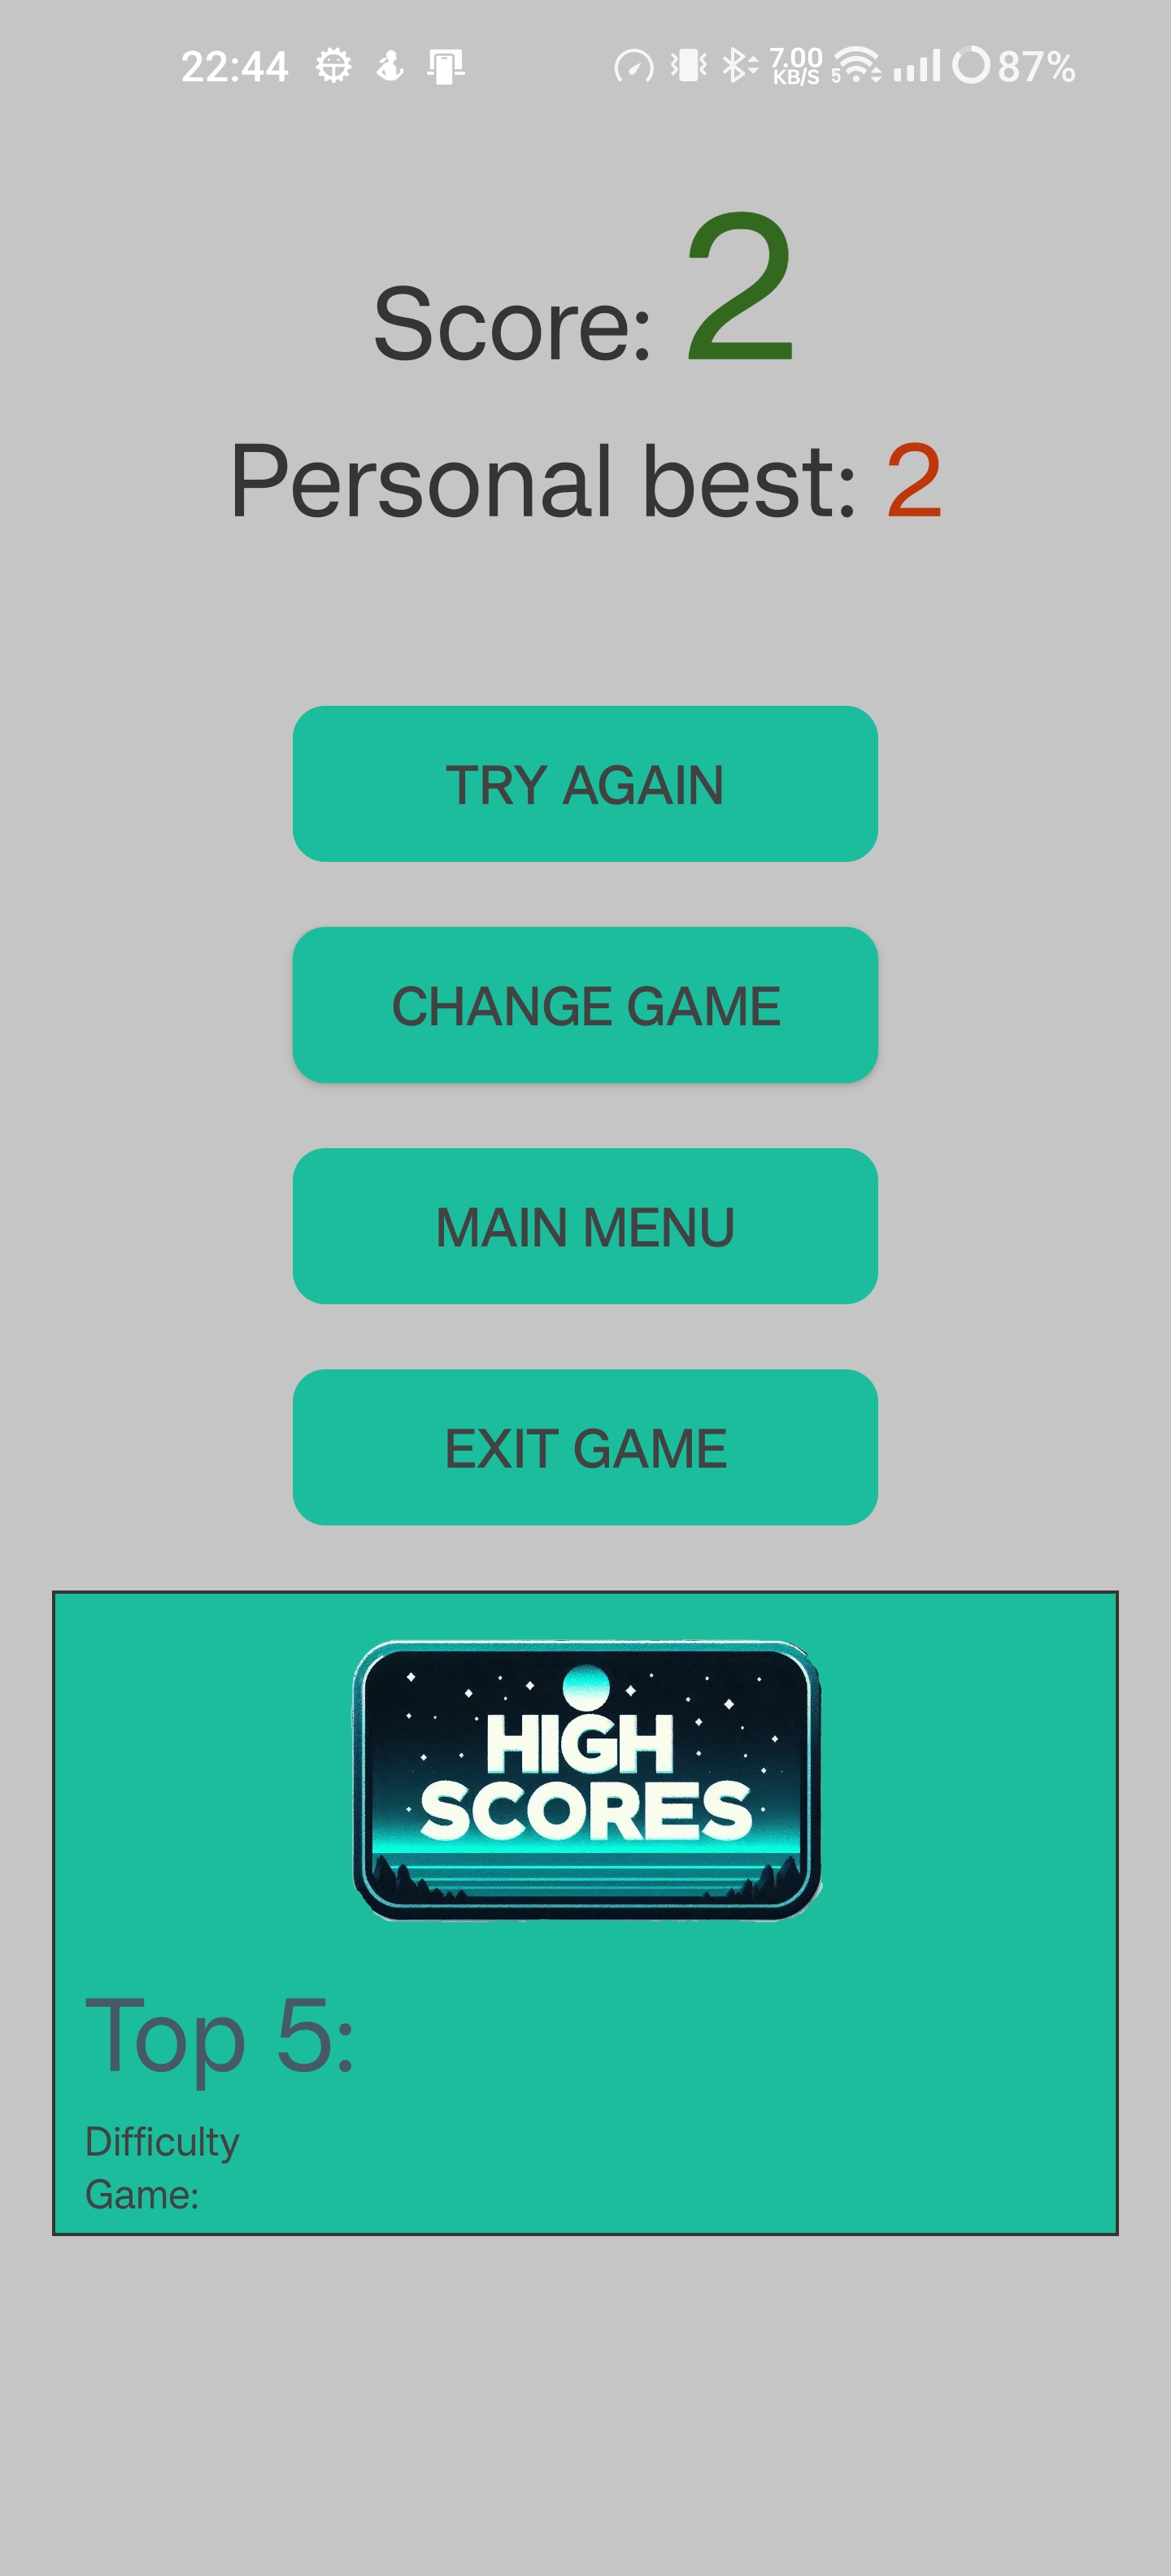 22:44 7.00 KB/S 5 87%
Score: 2
Personal best: 2
TRY AGAIN
CHANGE GAME
MAIN MENU
EXIT GAME
HIGH
SCORES
Top 5:
Difficulty
Game: